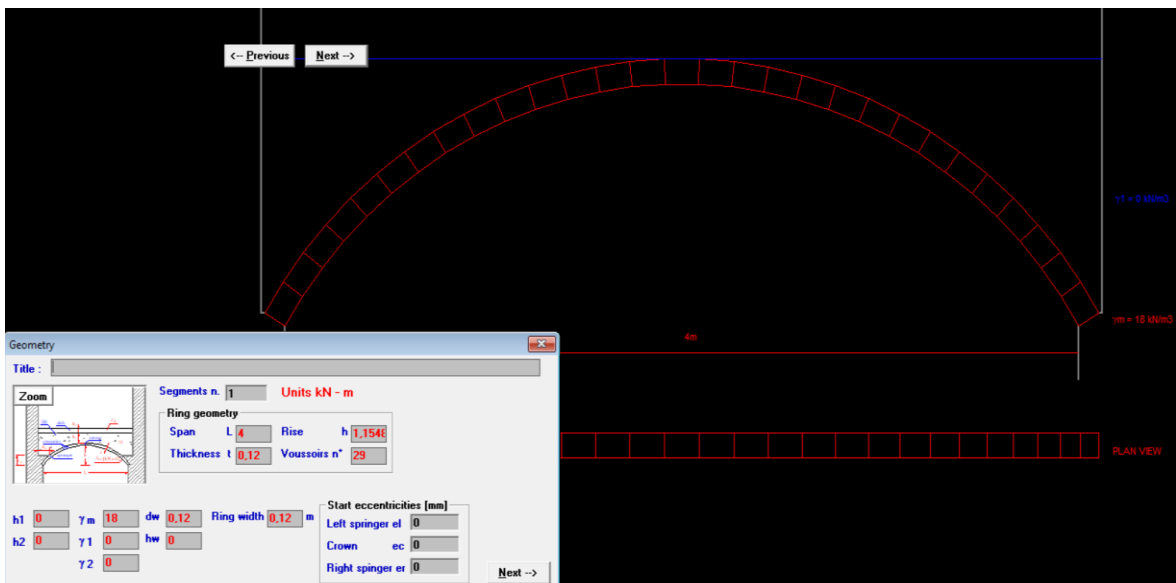 <-- Previous
Next -->
γ1 = 0 kN/m3
γm = 18 kN/m3
4m
PLAN VIEW
Geometry
Title :
Zoom
Segments n. 1
Units kN - m
Ring geometry
Span L 4 Rise h 1,1548
Thickness t 0,12 Voussoirs n° 29
h1 0 γ m 18 dw 0,12 Ring width 0,12 m
h2 0 γ 1 0 hw 0
γ 2 0
Start eccentricities [mm]
Left springer el 0
Crown ec 0
Right spinger er 0
Next -->